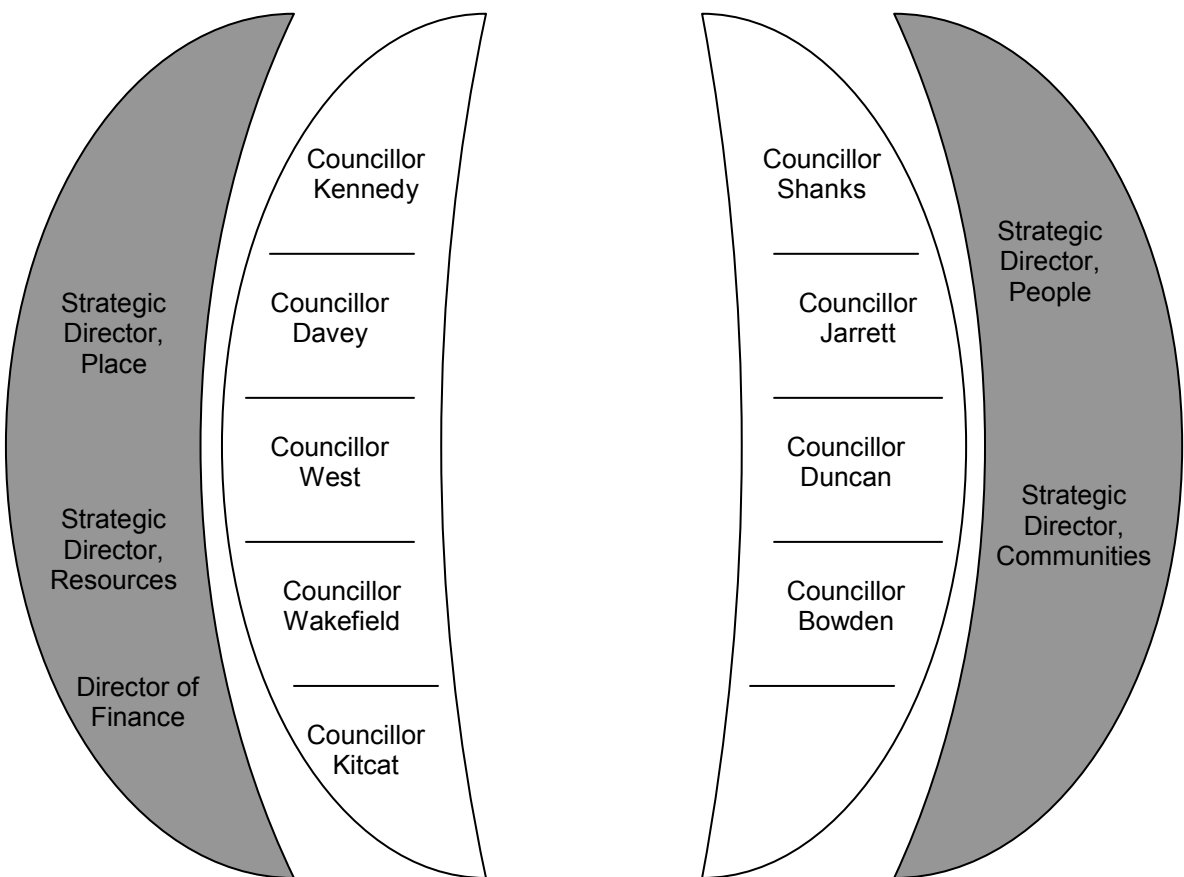 Strategic
Director,
Place
Strategic
Director,
Resources
Director of
Finance
Councillor
Kennedy
Councillor
Davey
Councillor
West
Councillor
Wakefield
Councillor
Kitcat
Councillor
Shanks
Councillor
Jarrett
Councillor
Duncan
Councillor
Bowden
Strategic
Director,
People
Strategic
Director,
Communities